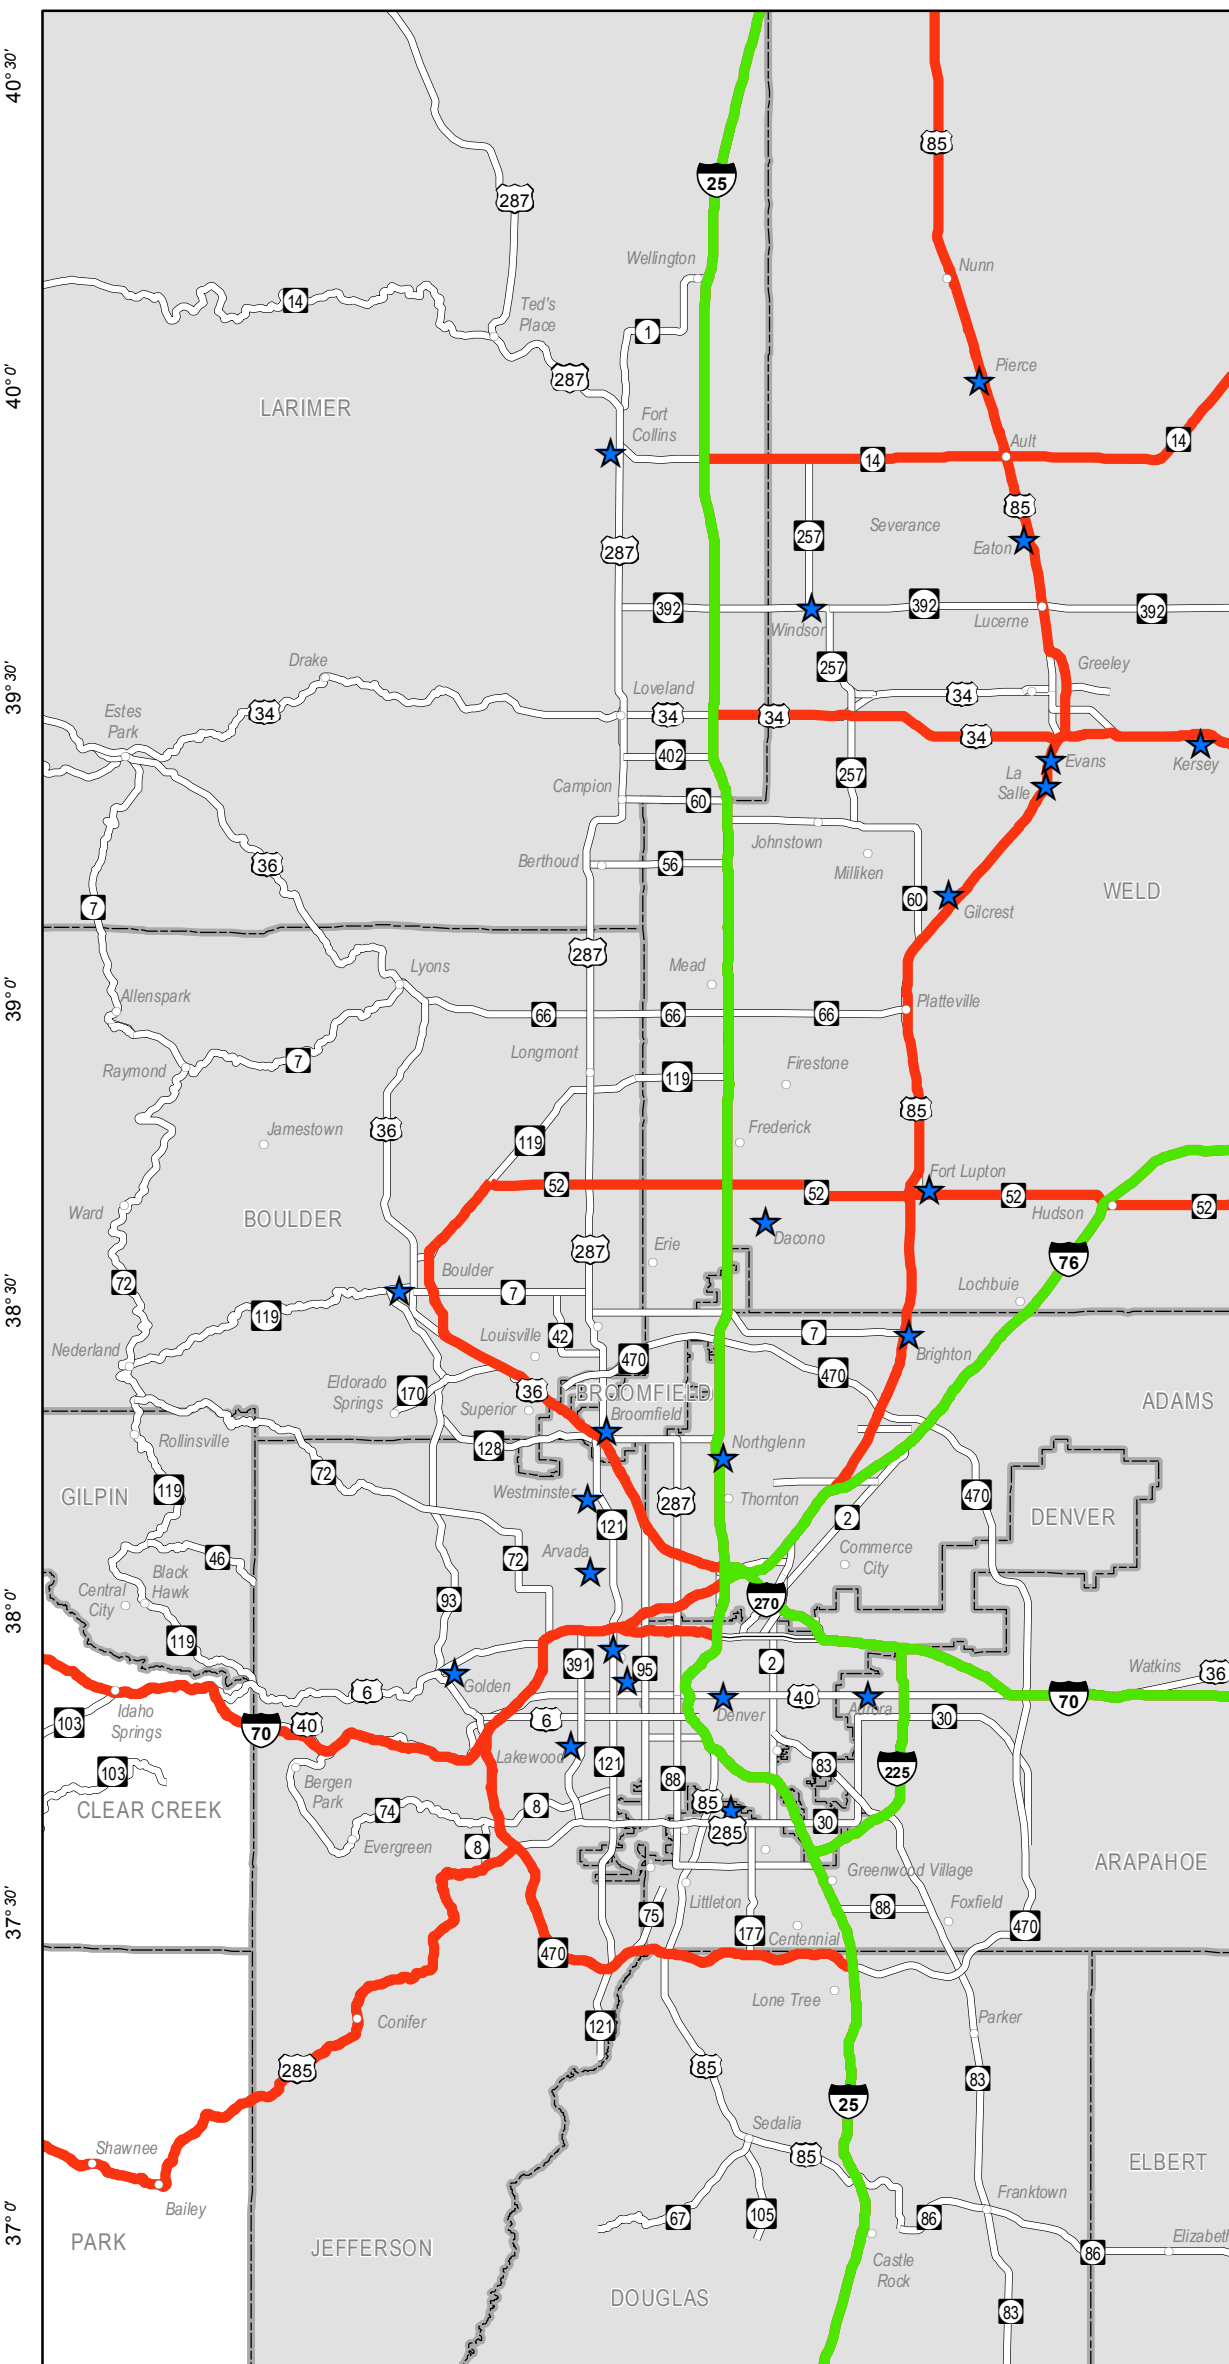 40° 30'
85
25
287
Wellington
Nunn
14
Ted's
Place
1
Pierce
287
40° 0'
LARIMER
Fort
Collins
Ault
14
14
85
Severance
257
Eaton
287
392
392
392
Windsor
Lucerne
39° 30'
Drake
257
Greeley
Loveland
34
Estes
Park
34
34
34
34
402
Evans
Kersey
257
La
Salle
Campion
60
Johnstown
Berthoud
56
Milliken
36
WELD
60
7
Gilcrest
287
Lyons
Mead
39° 0'
Allenspark
Platteville
66
66
66
Longmont
7
Firestone
Raymond
119
85
Jamestown
36
Frederick
119
Fort Lupton
52
52
52
52
Ward
BOULDER
Hudson
Dacono
287
Erie
76
Boulder
72
7
Lochbuie
38° 30'
119
Louisville
42
7
Nederland
470
Brighton
470
Eldorado
Springs
170
36
BROOMFIELD
ADAMS
Superior
Broomfield
Rollinsville
128
Northglenn
72
GILPIN
119
Westminster
287
Thornton
470
121
2
DENVER
Arvada
Commerce
City
46
72
Black
Hawk
Central
City
93
270
38° 0'
119
391
95
2
Watkins
36
Golden
6
40
70
Idaho
Springs
103
Denver
Aurora
6
30
70
40
Lakewood
121
83
225
103
Bergen
Park
88
CLEAR CREEK
74
8
85
30
285
Evergreen
8
ARAPAHOE
Greenwood Village
37° 30'
Littleton
88
Foxfield
75
470
177
Centennial
470
Lone Tree
Conifer
121
Parker
285
85
83
25
Sedalia
Shawnee
85
ELBERT
Bailey
Franktown
37° 0'
67
105
86
PARK
JEFFERSON
Elizabeth
86
Castle
Rock
DOUGLAS
83